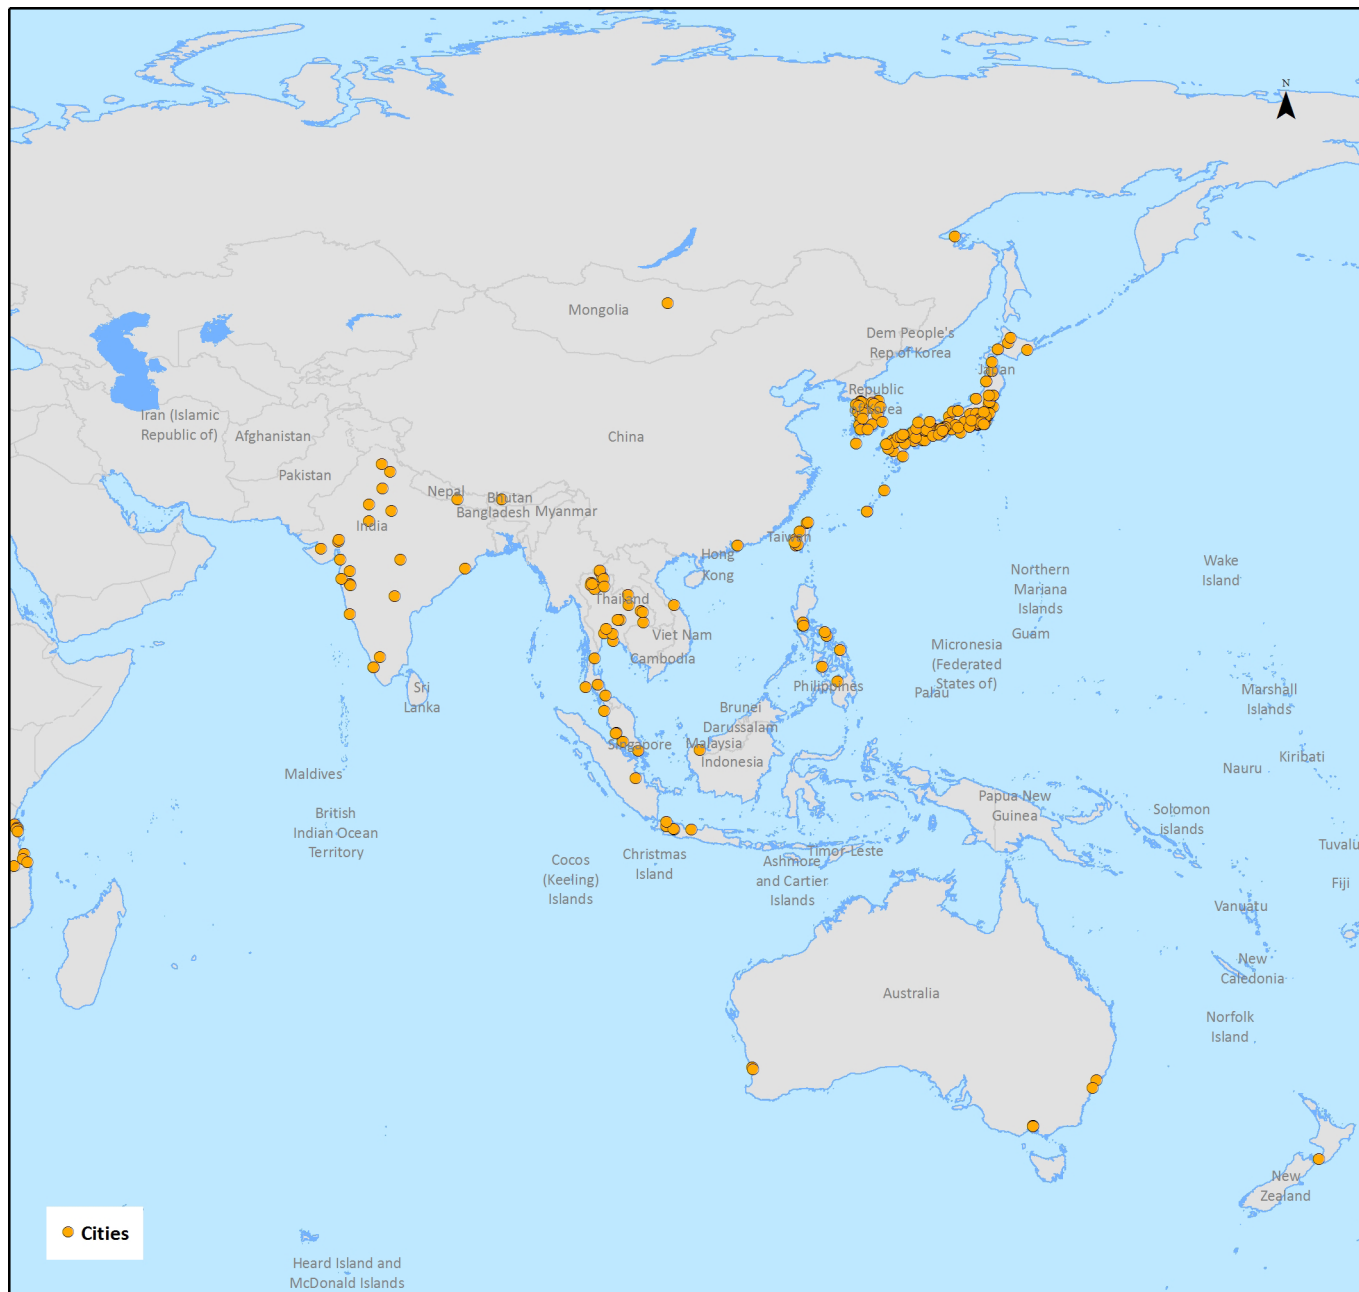 N
Mongolia
Dem People's
Rep of Korea
Japan
Republic
of Korea
Iran (Islamic
Republic of)
Afghanistan
China
Pakistan
Nepal
Bhutan
Bangladesh
Myanmar
India
Taiwan
Hong
Kong
Wake
Island
Northern
Mariana
Islands
Thailand
Guam
Viet Nam
Micronesia
(Federated
States of)
Cambodia
Philippines
Palau
Sri
Lanka
Marshall
Islands
Brunei
Darussalam
Singapore
Malaysia
Indonesia
Kiribati
Nauru
Maldives
British
Indian Ocean
Territory
Papua New
Guinea
Solomon
islands
Tuvalu
Timor-Leste
Christmas
Island
Cocos
(Keeling)
Islands
Ashmore
and Cartier
Islands
Fiji
Vanuatu
New
Caledonia
Australia
Norfolk
Island
New
Zealand
Cities
Heard Island and
McDonald Islands